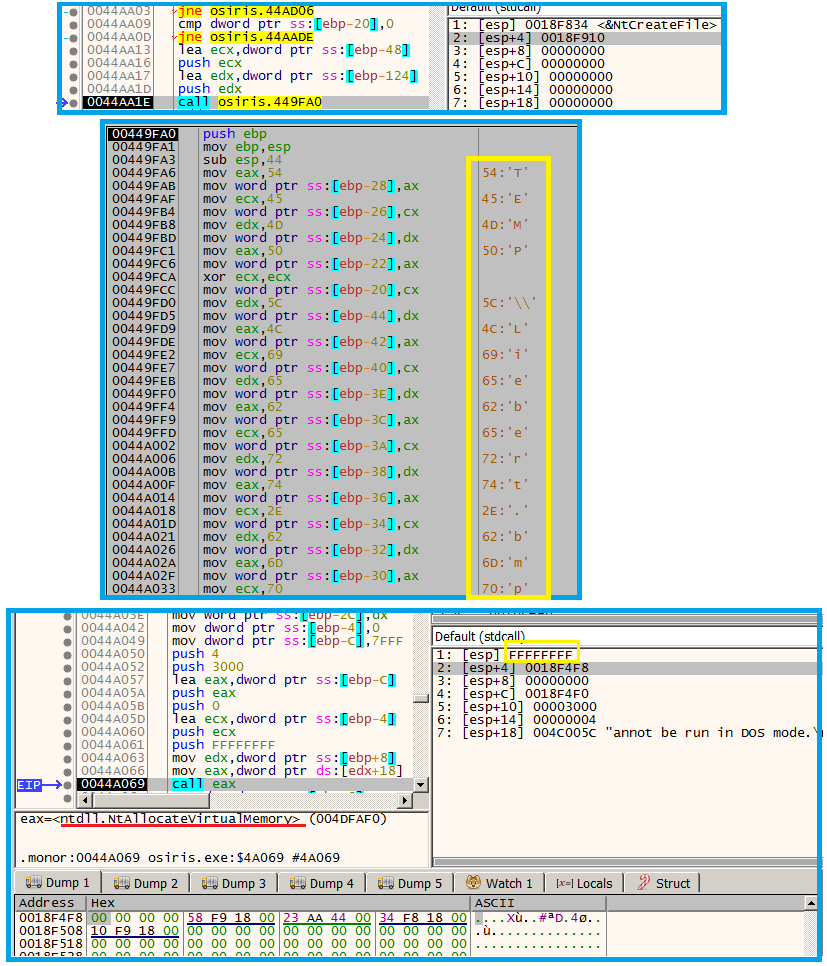 0044AA03 jne osiris.44AD06
0044AA09 cmp dword ptr ss:[ebp-20],0
0044AA0D jne osiris.44AADE
0044AA13 lea ecx,dword ptr ss:[ebp-48]
0044AA16 push ecx
0044AA17 lea edx,dword ptr ss:[ebp-124]
0044AA1D push edx
0044AA1E call osiris.449FA0
Default (stdcall)
1: [esp] 0018F834 <&NtCreateFile>
2: [esp+4] 0018F910
3: [esp+8] 00000000
4: [esp+C] 00000000
5: [esp+10] 00000000
6: [esp+14] 00000000
7: [esp+18] 00000000
00449FA0 push ebp
00449FA1 mov ebp,esp
00449FA3 sub esp,44
00449FA6 mov eax,54 54:'T'
00449FAB mov word ptr ss:[ebp-28],ax
00449FAF mov ecx,45 45:'E'
00449FB4 mov word ptr ss:[ebp-26],cx
00449FB8 mov edx,4D 4D:'M'
00449FBD mov word ptr ss:[ebp-24],dx
00449FC1 mov eax,50 50:'P'
00449FC6 mov word ptr ss:[ebp-22],ax
00449FCA xor ecx,ecx
00449FCC mov word ptr ss:[ebp-20],cx
00449FD0 mov edx,5C 5C:'\\'
00449FD5 mov word ptr ss:[ebp-44],dx
00449FD9 mov eax,4C 4C:'L'
00449FDE mov word ptr ss:[ebp-42],ax
00449FE2 mov ecx,69 69:'i'
00449FE7 mov word ptr ss:[ebp-40],cx
00449FEB mov edx,65 65:'e'
00449FF0 mov word ptr ss:[ebp-3E],dx
00449FF4 mov eax,62 62:'b'
00449FF9 mov word ptr ss:[ebp-3C],ax
00449FFD mov ecx,65 65:'e'
0044A002 mov word ptr ss:[ebp-3A],cx
0044A006 mov edx,72 72:'r'
0044A00B mov word ptr ss:[ebp-38],dx
0044A00F mov eax,74 74:'t'
0044A014 mov word ptr ss:[ebp-36],ax
0044A018 mov ecx,2E 2E:'.'
0044A01D mov word ptr ss:[ebp-34],cx
0044A021 mov edx,62 62:'b'
0044A026 mov word ptr ss:[ebp-32],dx
0044A02A mov eax,6D 6D:'m'
0044A02F mov word ptr ss:[ebp-30],ax
0044A033 mov ecx,70 70:'p'
0044A03E mov word ptr ss:[ebp-2C],dx
0044A042 mov dword ptr ss:[ebp-4],0
0044A049 mov dword ptr ss:[ebp-C],7FFF
0044A050 push 4
0044A052 push 3000
0044A057 lea eax,dword ptr ss:[ebp-C]
0044A05A push eax
0044A05B push 0
0044A05D lea ecx,dword ptr ss:[ebp-4]
0044A060 push ecx
0044A061 push FFFFFFFF
0044A063 mov edx,dword ptr ss:[ebp+8]
0044A066 mov eax,dword ptr ds:[edx+18]
EIP 0044A069 call eax
Default (stdcall)
1: [esp] FFFFFFFF
2: [esp+4] 0018F4F8
3: [esp+8] 00000000
4: [esp+C] 0018F4F0
5: [esp+10] 00003000
6: [esp+14] 00000004
7: [esp+18] 004C005C "annot be run in DOS mode.\
eax=<ntdll.NtAllocateVirtualMemory> (004DFAF0)
.monor:0044A069 osiris.exe:$4A069 #4A069
Dump 1 Dump 2 Dump 3 Dump 4 Dump 5 Watch 1 [x=] Locals Struct
Address Hex ASCII
0018F4F8 00 00 00 00 58 F9 18 00 23 AA 44 00 34 F8 18 00 ....Xù..#ªD.4ø..
0018F508 10 F9 18 00 00 00 00 00 00 00 00 00 00 00 00 00 .ù..............
0018F518 00 00 00 00 00 00 00 00 00 00 00 00 00 00 00 00 ................